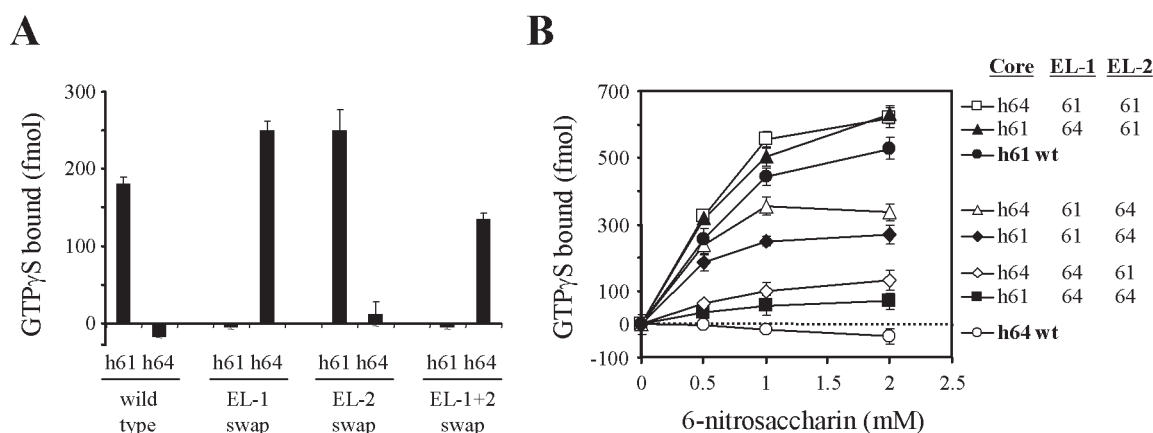 A
GTPγS bound (fmol)
300
200
100
0
h61 h64 h61 h64 h61 h64 h61 h64
wild type
EL-1 swap
EL-2 swap
EL-1+2 swap
B
GTPγS bound (fmol)
700
500
300
100
0
-100
0 0.5 1 1.5 2 2.5
6-nitrosaccharin (mM)
Core EL-1 EL-2
h64 61 61
h61 64 61
h61 wt
h64 61 64
h61 61 64
h64 64 61
h61 64 64
h64 wt